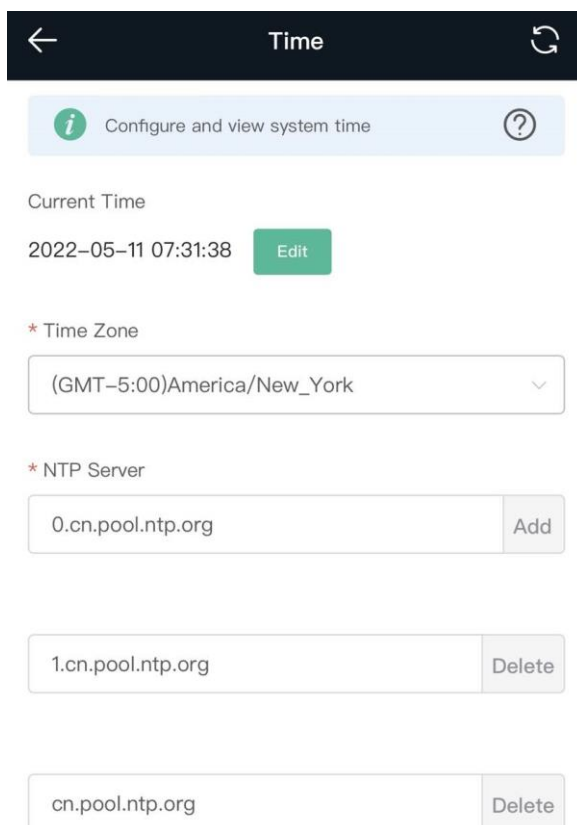 Time
Configure and view system time
Current Time
2022-05-11 07:31:38 Edit
* Time Zone
(GMT-5:00)America/New_York
* NTP Server
0.cn.pool.ntp.org Add
1.cn.pool.ntp.org Delete
cn.pool.ntp.org Delete